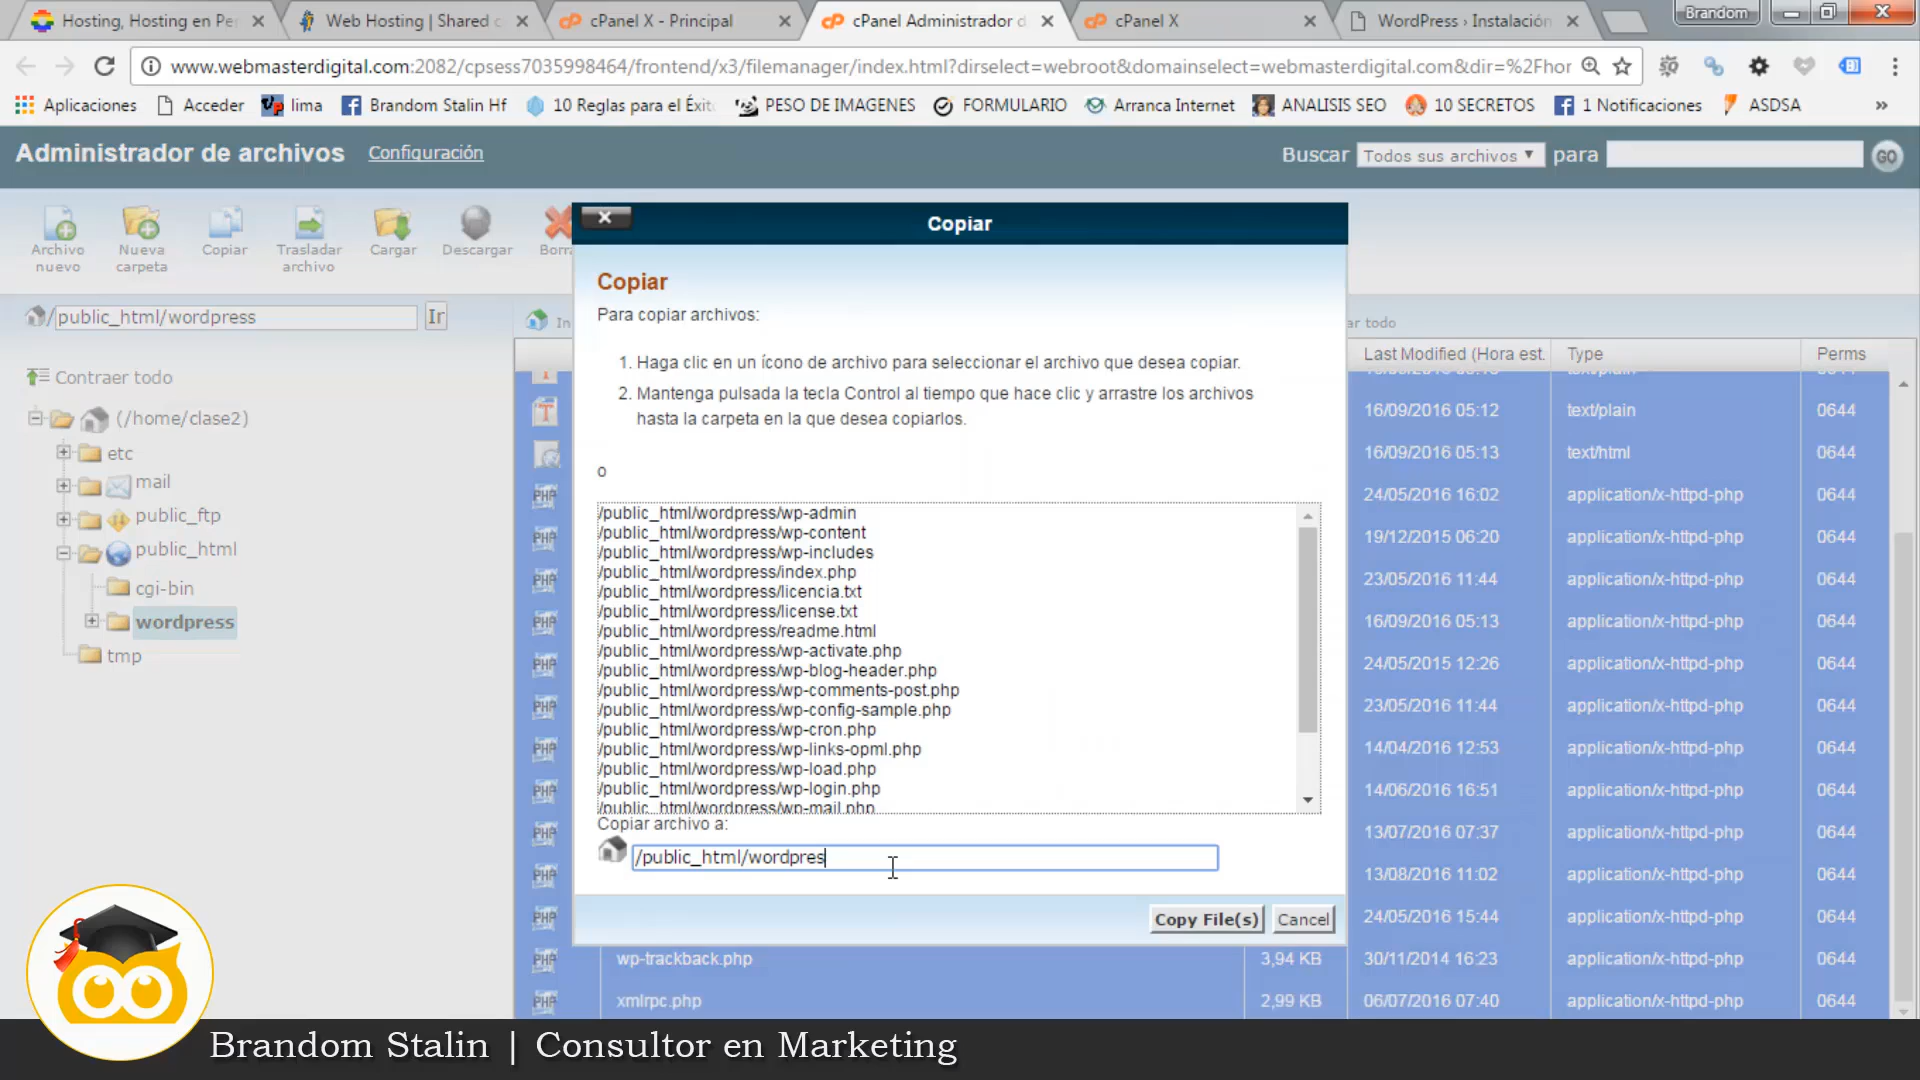 Hosting, Hosting en Per
Web Hosting | Shared c
cPanel X - Principal
cPanel Administrador d
cPanel X
WordPress › Instalación
Brandom
www.webmasterdigital.com:2082/cpsess7035998464/frontend/x3/filemanager/index.html?dirselect=webroot&domainselect=webmasterdigital.com&dir=%2Fhor
Aplicaciones
Acceder
lima
Brandom Stalin Hf
10 Reglas para el Éxit
PESO DE IMAGENES
FORMULARIO
Arranca Internet
ANALISIS SEO
10 SECRETOS
1 Notificaciones
ASDSA
»
Administrador de archivos
Configuración
Buscar
Todos sus archivos
para
GO
Archivo nuevo
Nueva carpeta
Copiar
Trasladar archivo
Cargar
Descargar
Borra
/public_html/wordpress
Ir
Contraer todo
(/home/clase2)
etc
mail
public_ftp
public_html
cgi-bin
wordpress
tmp
In
ar todo
Copiar
Copiar
Para copiar archivos:
1. Haga clic en un ícono de archivo para seleccionar el archivo que desea copiar.
2. Mantenga pulsada la tecla Control al tiempo que hace clic y arrastre los archivos
hasta la carpeta en la que desea copiarlos.
o
/public_html/wordpress/wp-admin
/public_html/wordpress/wp-content
/public_html/wordpress/wp-includes
/public_html/wordpress/index.php
/public_html/wordpress/licencia.txt
/public_html/wordpress/license.txt
/public_html/wordpress/readme.html
/public_html/wordpress/wp-activate.php
/public_html/wordpress/wp-blog-header.php
/public_html/wordpress/wp-comments-post.php
/public_html/wordpress/wp-config-sample.php
/public_html/wordpress/wp-cron.php
/public_html/wordpress/wp-links-opml.php
/public_html/wordpress/wp-load.php
/public_html/wordpress/wp-login.php
/public_html/wordpress/wp-mail.php
Copiar archivo a:
/public_html/wordpres
Copy File(s)
Cancel
Last Modified (Hora est.
Type
Perms
16/09/2016 05:12 text/plain 0644
16/09/2016 05:13 text/html 0644
24/05/2016 16:02 application/x-httpd-php 0644
19/12/2015 06:20 application/x-httpd-php 0644
23/05/2016 11:44 application/x-httpd-php 0644
16/09/2016 05:13 application/x-httpd-php 0644
24/05/2015 12:26 application/x-httpd-php 0644
23/05/2016 11:44 application/x-httpd-php 0644
14/04/2016 12:53 application/x-httpd-php 0644
14/06/2016 16:51 application/x-httpd-php 0644
13/07/2016 07:37 application/x-httpd-php 0644
13/08/2016 11:02 application/x-httpd-php 0644
24/05/2016 15:44 application/x-httpd-php 0644
wp-trackback.php 3,94 KB 30/11/2014 16:23 application/x-httpd-php 0644
xmlrpc.php 2,99 KB 06/07/2016 07:40 application/x-httpd-php 0644
Brandom Stalin | Consultor en Marketing